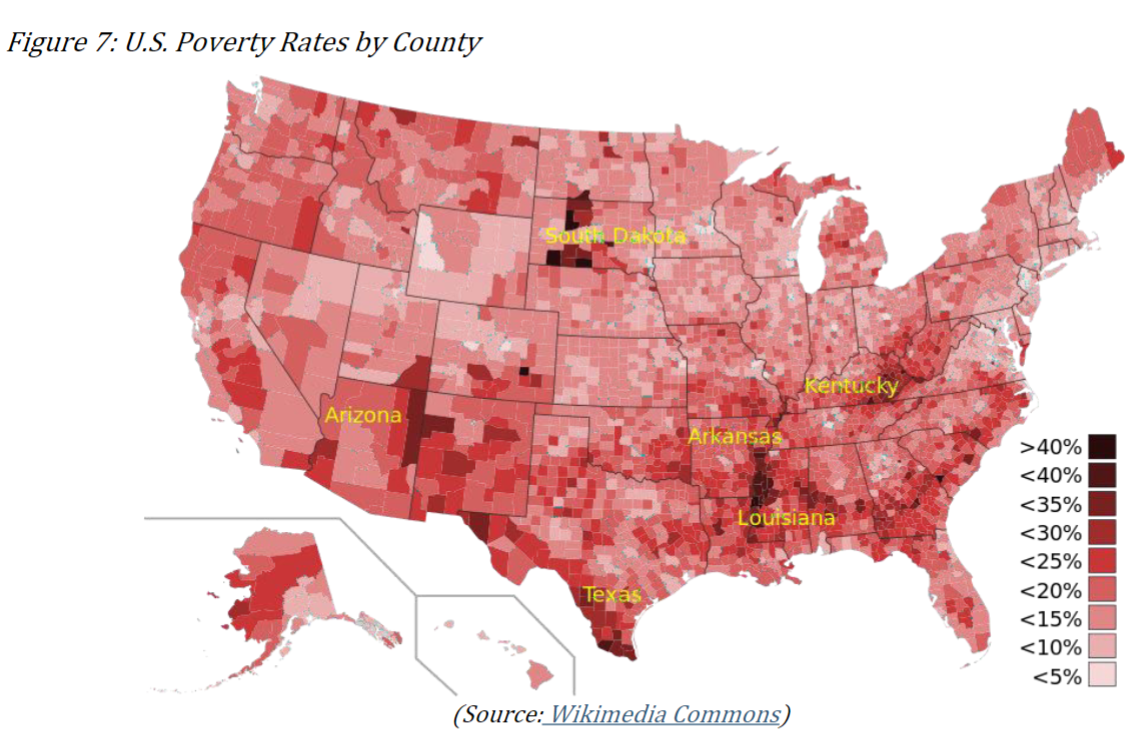 Figure 7: U.S. Poverty Rates by County
South Dakota
Kentucky
Arizona
Arkansas
Louisiana
Texas
>40%
<40%
<35%
<30%
<25%
<20%
<15%
<10%
<5%
(Source: Wikimedia Commons)